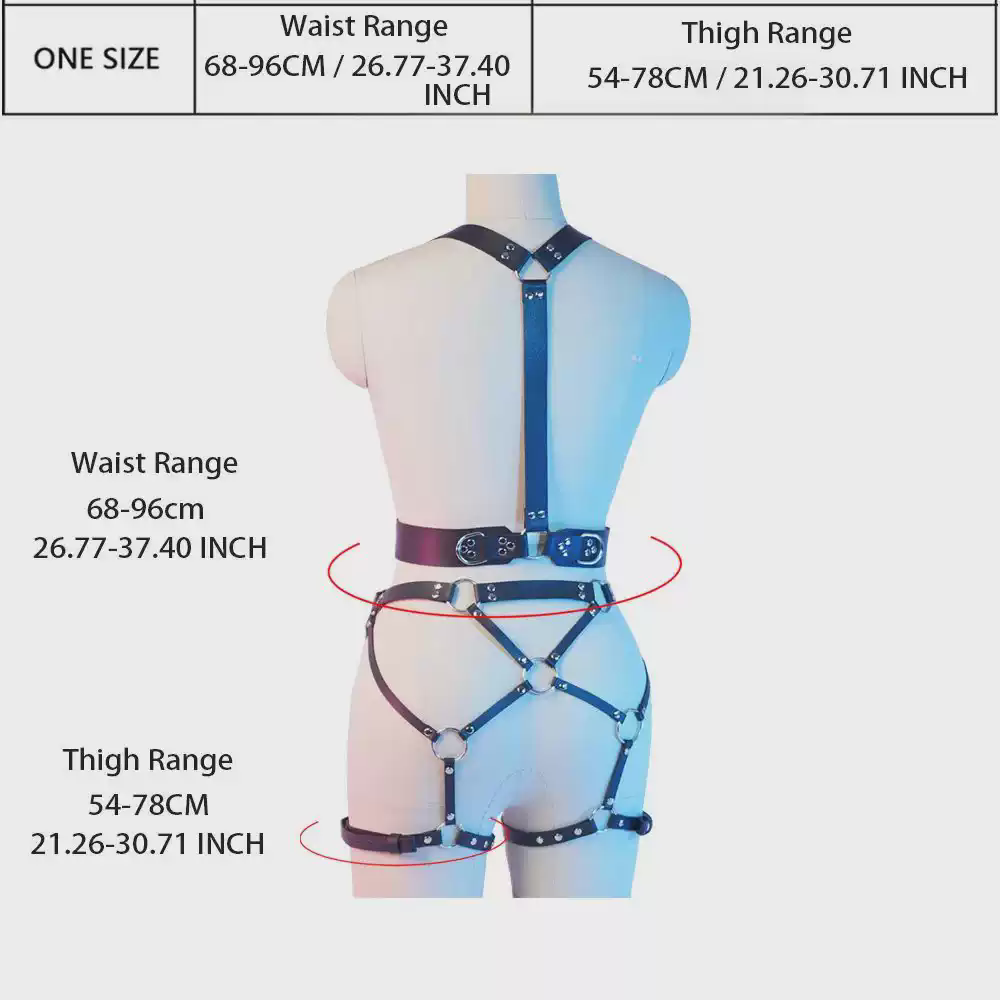 ONE SIZE
Waist Range
68-96CM / 26.77-37.40
INCH
Thigh Range
54-78CM / 21.26-30.71 INCH
Waist Range
68-96cm
26.77-37.40 INCH
Thigh Range
54-78CM
21.26-30.71 INCH